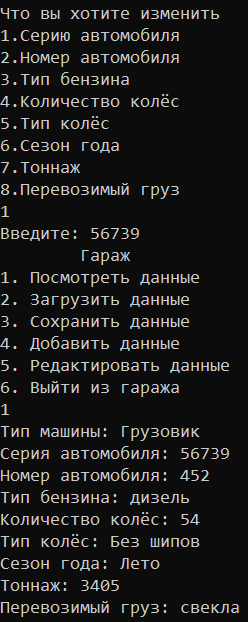 Что вы хотите изменить
1.Серию автомобиля
2.Номер автомобиля
3.Тип бензина
4.Количество колёс
5.Тип колёс
6.Сезон года
7.Тоннаж
8.Перевозимый груз
1
Введите: 56739
Гараж
1. Посмотреть данные
2. Загрузить данные
3. Сохранить данные
4. Добавить данные
5. Редактировать данные
6. Выйти из гаража
1
Тип машины: Грузовик
Серия автомобиля: 56739
Номер автомобиля: 452
Тип бензина: дизель
Количество колёс: 54
Тип колёс: Без шипов
Сезон года: Лето
Тоннаж: 3405
Перевозимый груз: свекла